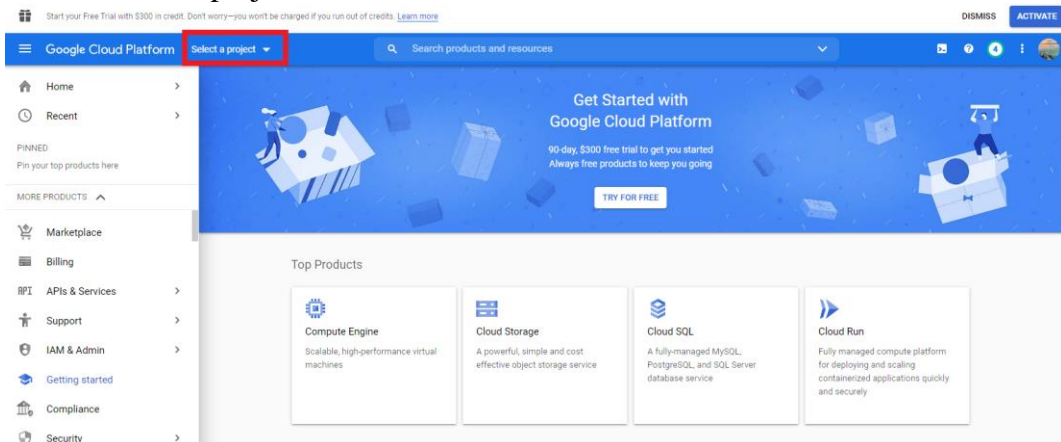 Start your Free Trial with $300 in credit. Don't worry—you won't be charged if you run out of credits. Learn more
DISMISS
ACTIVATE
Google Cloud Platform
Select a project
Search products and resources
4
Home
Recent
PINNED
Pin your top products here
MORE PRODUCTS
Marketplace
Billing
API APIs & Services
Support
IAM & Admin
Getting started
Compliance
Security
Get Started with
Google Cloud Platform
90-day, $300 free trial to get you started
Always free products to keep you going
TRY FOR FREE
Top Products
Compute Engine
Scalable, high-performance virtual
machines
Cloud Storage
A powerful, simple and cost
effective object storage service
Cloud SQL
A fully-managed MySQL,
PostgreSQL, and SQL Server
database service
Cloud Run
Fully managed compute platform
for deploying and scaling
containerized applications quickly
and securely